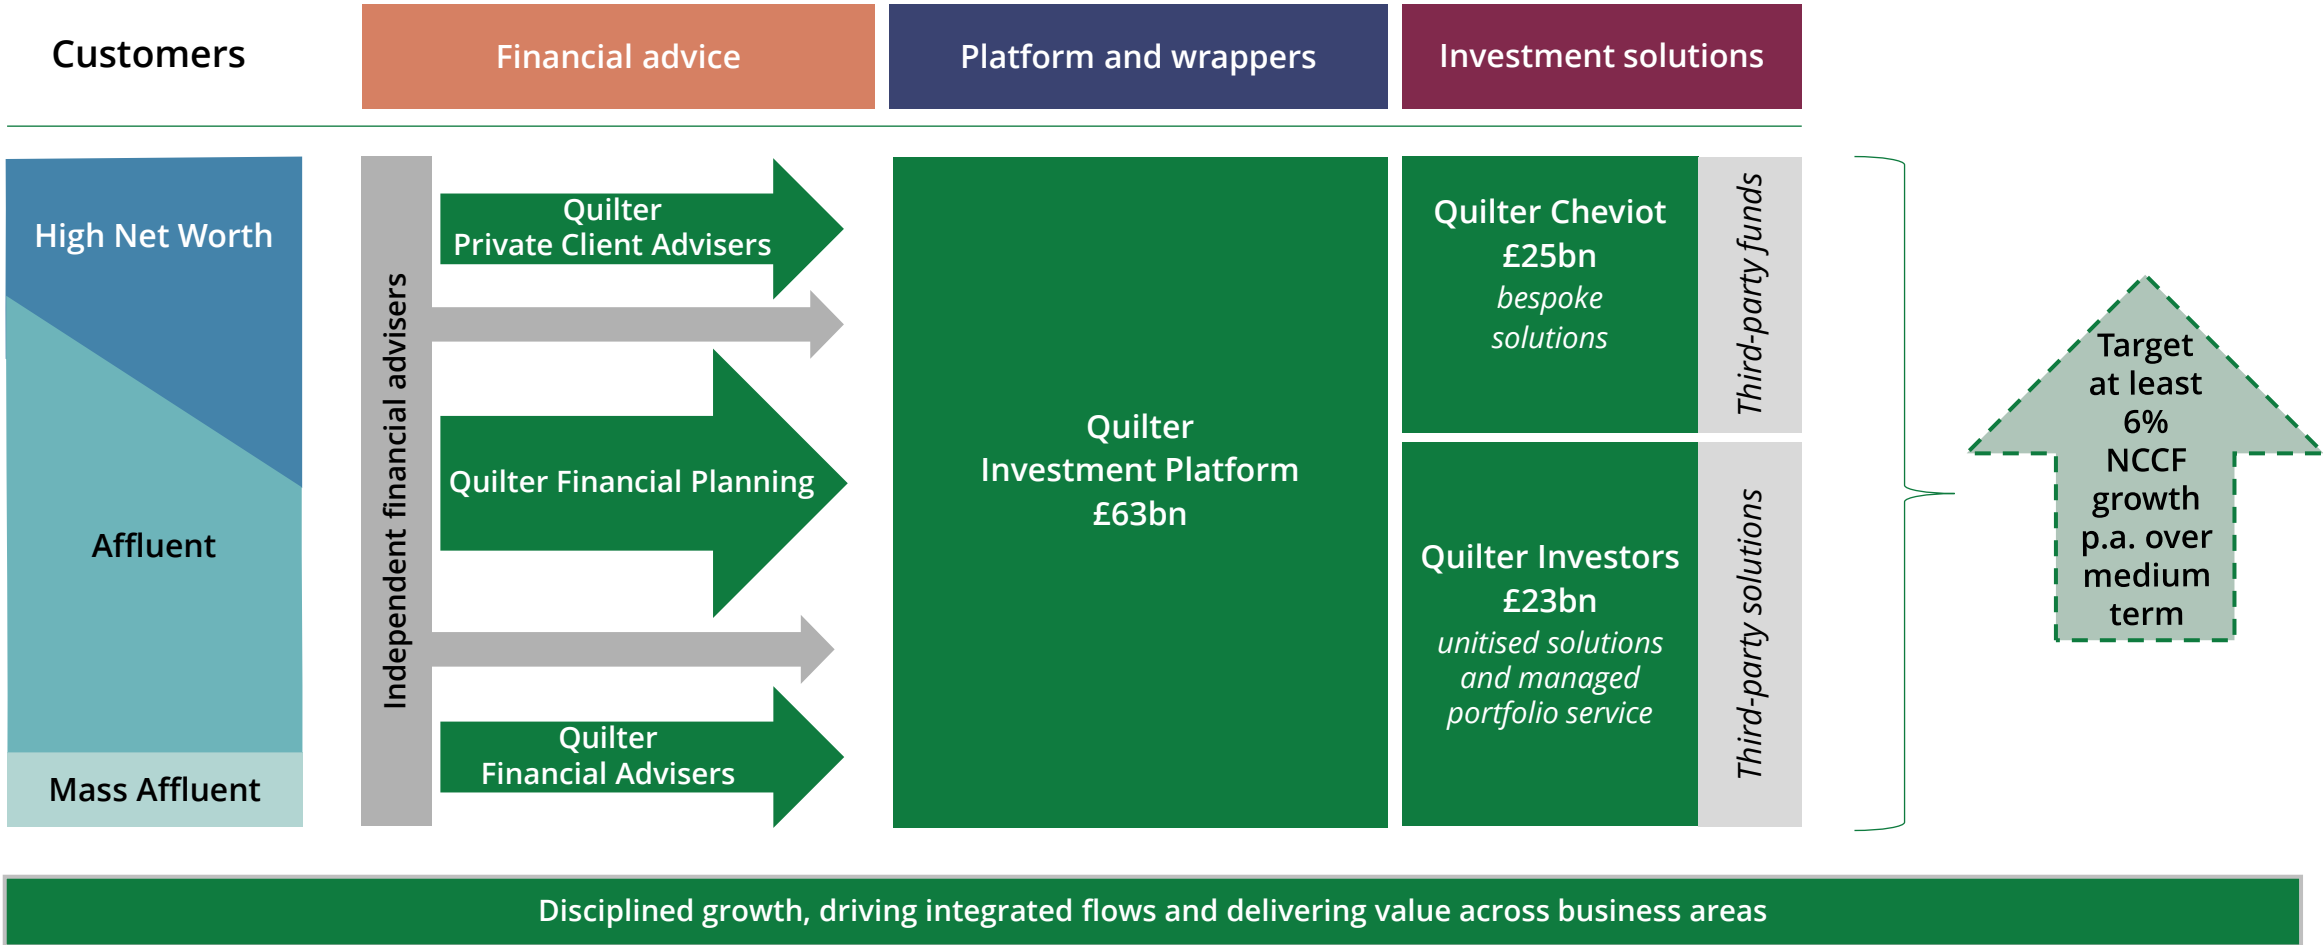 Customers
Financial advice
Platform and wrappers
Investment solutions
High Net Worth
Affluent
Mass Affluent
Independent financial advisers
Quilter
Private Client Advisers
Quilter Financial Planning
Quilter
Financial Advisers
Quilter
Investment Platform
£63bn
Quilter Cheviot
£25bn
bespoke
solutions
Third-party funds
Quilter Investors
£23bn
unitised solutions
and managed
portfolio service
Third-party solutions
Target
at least
6%
NCCF
growth
p.a. over
medium
term
Disciplined growth, driving integrated flows and delivering value across business areas